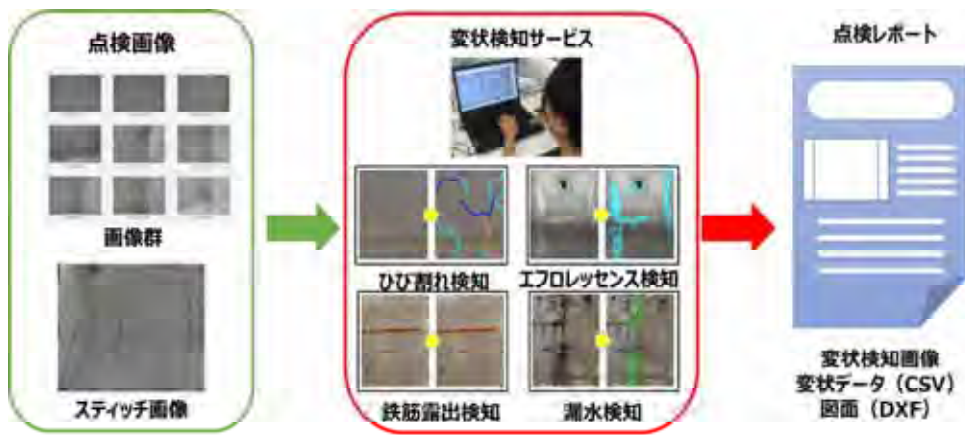 点検画像
画像群
スティッチ画像
変状検知サービス
ひび割れ検知
エフロレッセンス検知
鉄筋露出検知
漏水検知
点検レポート
変状検知画像
変状データ（CSV）
図面（DXF）